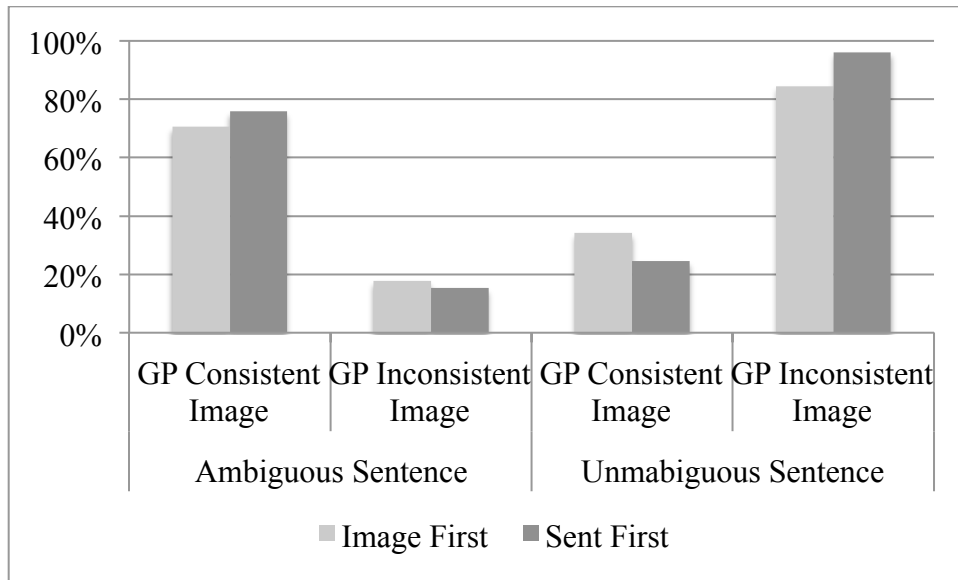 100%
80%
60%
40%
20%
0%
GP Consistent Image
GP Inconsistent Image
GP Consistent Image
GP Inconsistent Image
Ambiguous Sentence
Unmabiguous Sentence
Image First
Sent First